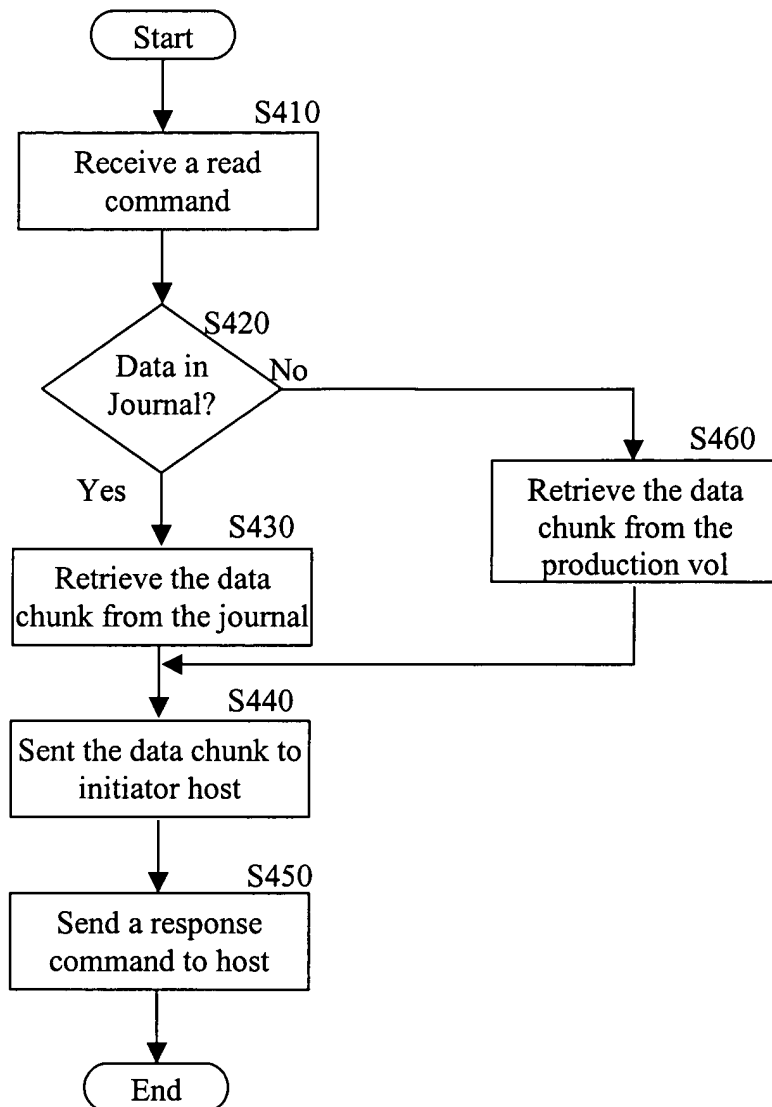 Start
S410
Receive a read
command
S420
Data in
Journal?
No
Yes
S460
Retrieve the data
chunk from the
production vol
S430
Retrieve the data
chunk from the journal
S440
Sent the data chunk to
initiator host
S450
Send a response
command to host
End